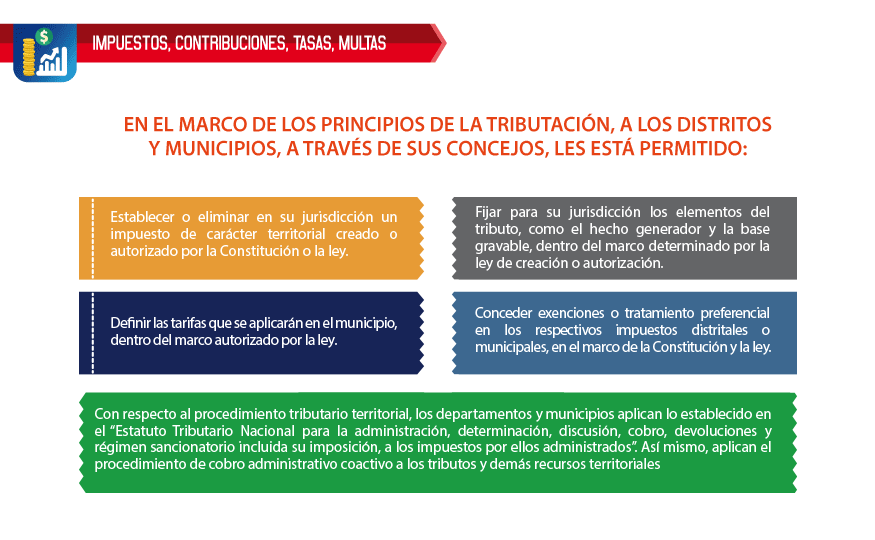 $
IMPUESTOS, CONTRIBUCIONES, TASAS, MULTAS
EN EL MARCO DE LOS PRINCIPIOS DE LA TRIBUTACIÓN, A LOS DISTRITOS
Y MUNICIPIOS, A TRAVÉS DE SUS CONCEJOS, LES ESTÁ PERMITIDO:
Establecer o eliminar en su jurisdicción un
impuesto de carácter territorial creado o
autorizado por la Constitución o la ley.
Fijar para su jurisdicción los elementos del
tributo, como el hecho generador y la base
gravable, dentro del marco determinado por la
ley de creación o autorización.
Definir las tarifas que se aplicarán en el municipio,
dentro del marco autorizado por la ley.
Conceder exenciones o tratamiento preferencial
en los respectivos impuestos distritales o
municipales, en el marco de la Constitución y la ley.
Con respecto al procedimiento tributario territorial, los departamentos y municipios aplican lo establecido en
el “Estatuto Tributario Nacional para la administración, determinación, discusión, cobro, devoluciones y
régimen sancionatorio incluida su imposición, a los impuestos por ellos administrados”. Así mismo, aplican el
procedimiento de cobro administrativo coactivo a los tributos y demás recursos territoriales